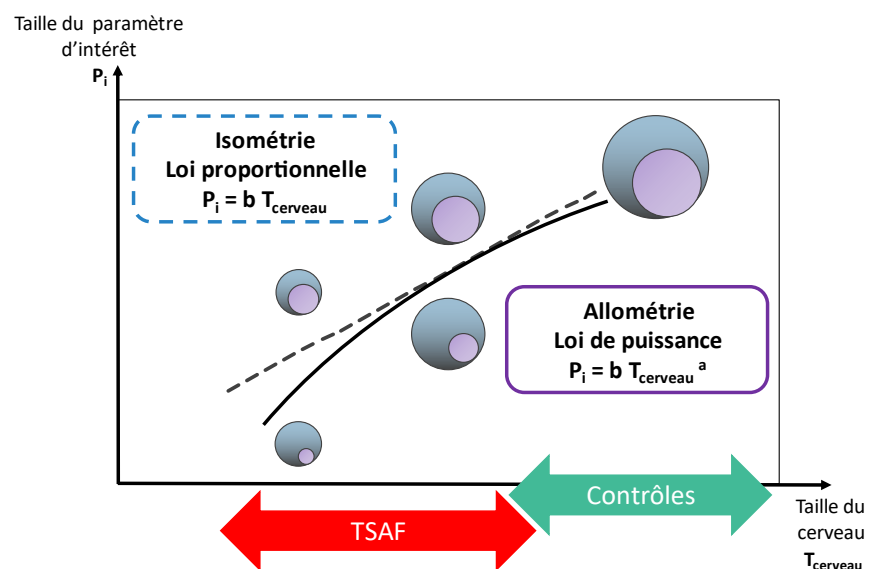 Taille du paramètre
d'intérêt
Pi
Isométrie
Loi proportionnelle
Pi = b Tcerveau
Allométrie
Loi de puissance
Pi = b Tcerveau a
Contrôles
TSAF
Taille du
cerveau
Tcerveau